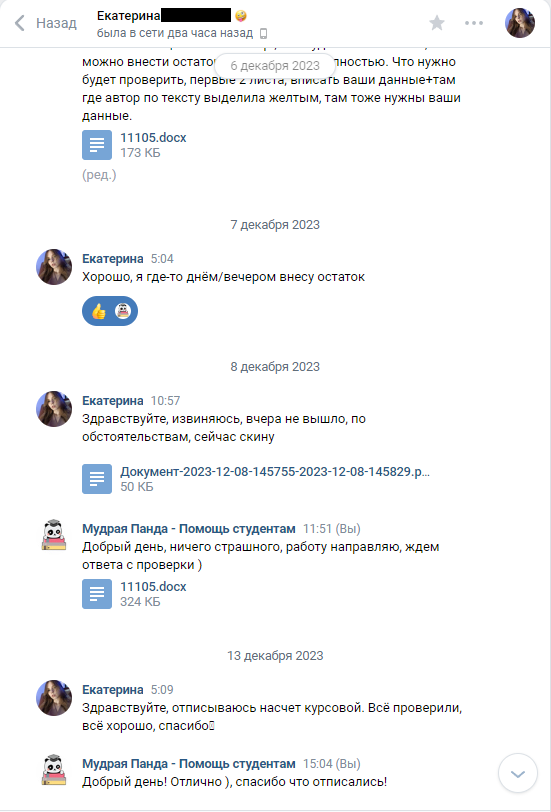 Назад
Екатерина
была в сети два часа назад
6 декабря 2023
можно внести остаток
будет проверить, первые 2 листа, вписать ваши данные+там
где автор по тексту выделила желтым, там тоже нужны ваши
данные.
11105.docx
173 КБ
(ред.)
7 декабря 2023
Екатерина 5:04
Хорошо, я где-то днём/вечером внесу остаток
8 декабря 2023
Екатерина 10:57
Здравствуйте, извиняюсь, вчера не вышло, по
обстоятельствам, сейчас скину
Документ-2023-12-08-145755-2023-12-08-145829.p...
50 КБ
Мудрая Панда - Помощь студентам 11:51 (Вы)
Добрый день, ничего страшного, работу направляю, ждем
ответа с проверки )
11105.docx
324 КБ
13 декабря 2023
Екатерина 5:09
Здравствуйте, отписываюсь насчет курсовой. Всё проверили,
всё хорошо, спасибо
Мудрая Панда - Помощь студентам 15:04 (Вы)
Добрый день! Отлично ), спасибо что отписались!